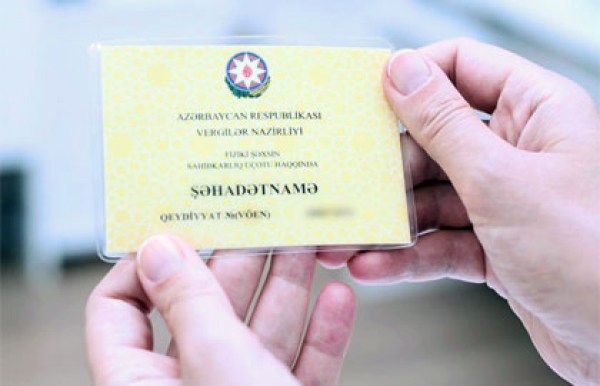 AZƏRBAYCAN RESPUBLİKASI
VERGİLƏR NAZİRLİYİ
FİZİKİ ŞƏXSİN
SAHİBKARLIQ UÇOTU HAQQINDA
ŞƏHADƏTNAMƏ
QEYDİYYAT №(VÖEN)